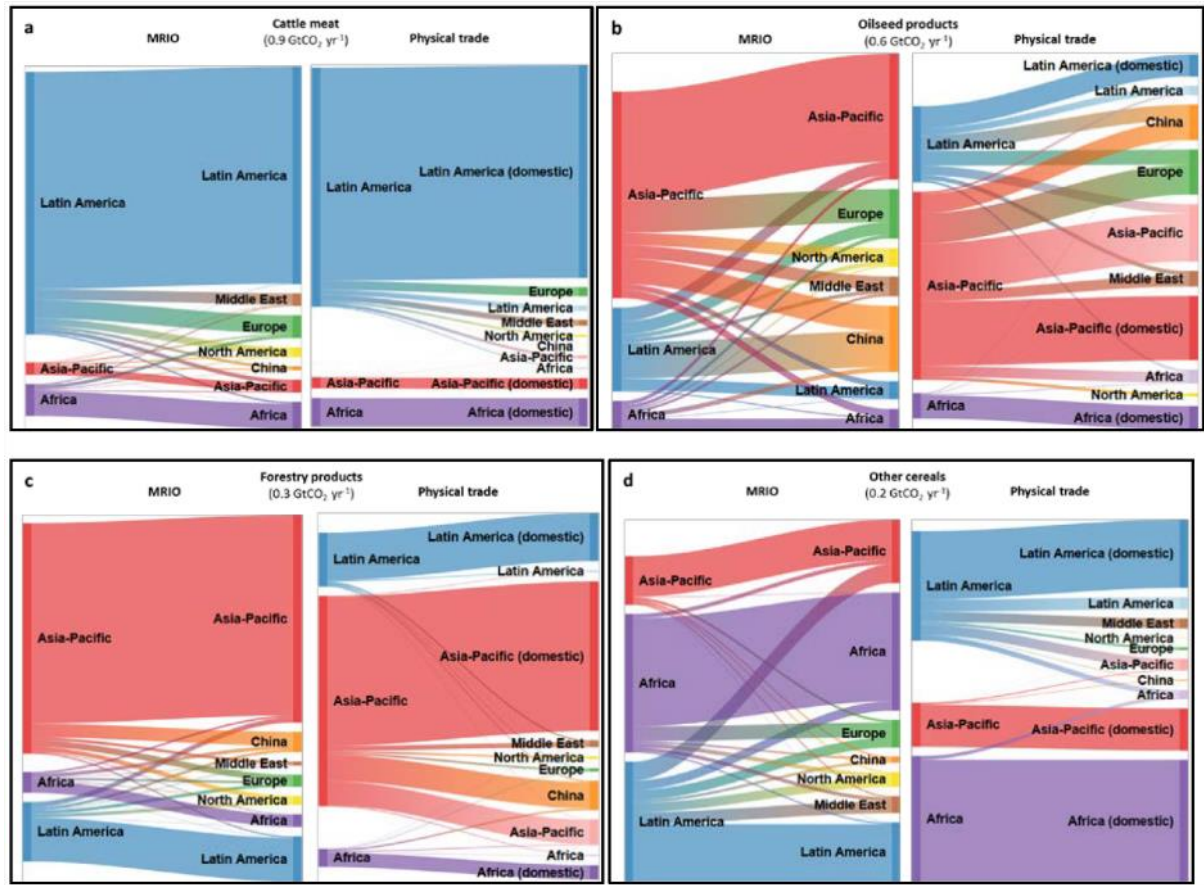 a
Cattle meat
MRIO
(0.9 GtCO₂ yr⁻¹)
Physical trade
Latin America
Asia-Pacific
Africa
Latin America
Middle East
Europe
North America
China
Asia-Pacific
Africa
Latin America
Asia-Pacific
Africa
Latin America (domestic)
Europe
Latin America
Middle East
North America
China
Asia-Pacific
Africa
Asia-Pacific (domestic)
Africa (domestic)
b
Oilseed products
MRIO
(0.6 GtCO₂ yr⁻¹)
Physical trade
Asia-Pacific
Latin America
Africa
Asia-Pacific
Europe
North America
Middle East
China
Latin America
Africa
Latin America
Asia-Pacific
Africa
Latin America (domestic)
Latin America
China
Europe
Asia-Pacific
Middle East
Asia-Pacific (domestic)
Africa
North America
Africa (domestic)
c
Forestry products
MRIO
(0.3 GtCO₂ yr⁻¹)
Physical trade
Asia-Pacific
Africa
Latin America
Asia-Pacific
China
Middle East
Europe
North America
Africa
Latin America
Latin America
Asia-Pacific
Africa
Latin America (domestic)
Latin America
Asia-Pacific (domestic)
Middle East
North America
Europe
China
Asia-Pacific
Africa
Africa (domestic)
d
Other cereals
MRIO
(0.2 GtCO₂ yr⁻¹)
Physical trade
Asia-Pacific
Africa
Latin America
Asia-Pacific
Africa
Europe
China
North America
Middle East
Latin America
Latin America
Asia-Pacific
Africa
Latin America (domestic)
Latin America
Middle East
North America
Europe
Asia-Pacific
China
Africa
Asia-Pacific (domestic)
Africa (domestic)